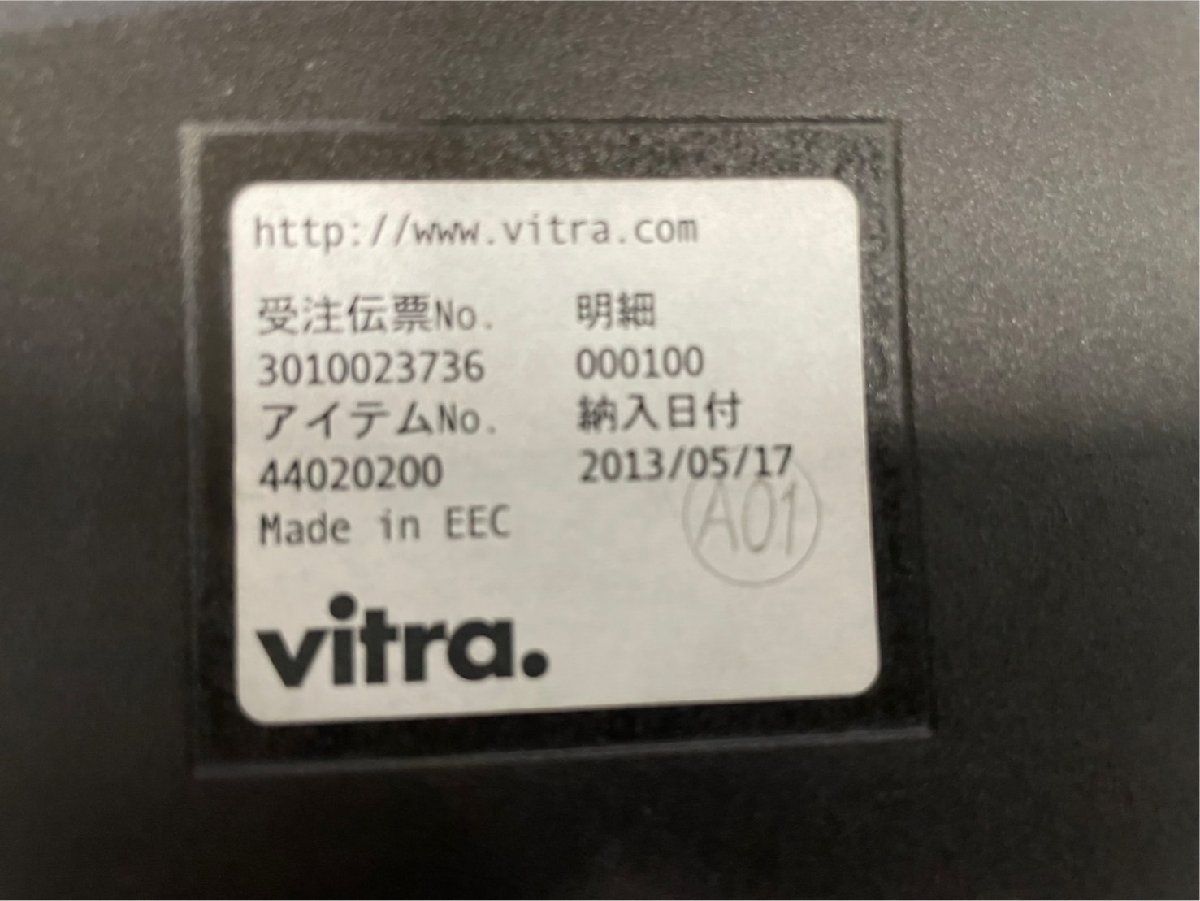 http://www.vitra.com
受注伝票No. 明細
3010023736 000100
アイテムNo. 納入日付
44020200 2013/05/17
Made in EEC A01
vitra.